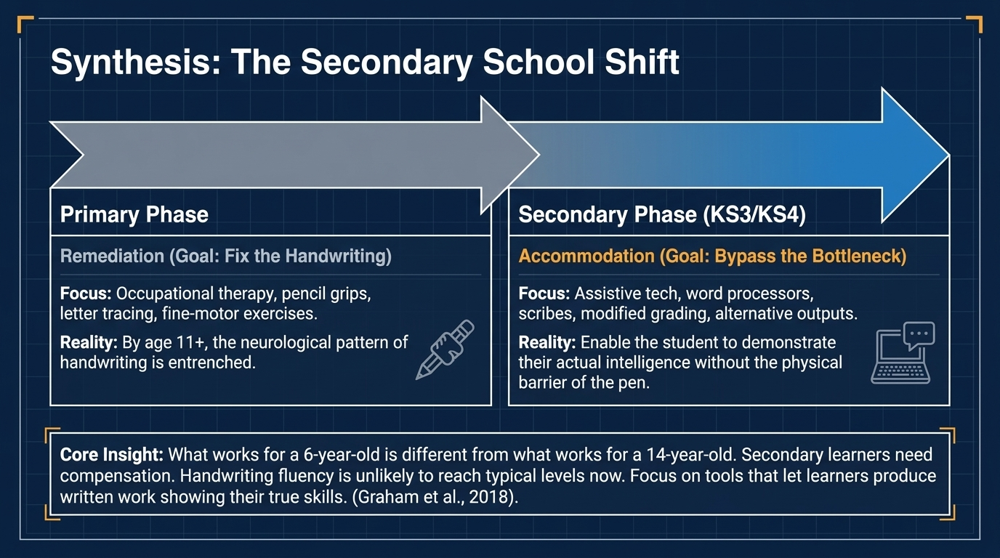 Synthesis: The Secondary School Shift
Primary Phase
Remediation (Goal: Fix the Handwriting)
Focus: Occupational therapy, pencil grips,
letter tracing, fine-motor exercises.
Reality: By age 11+, the neurological pattern of
handwriting is entrenched.
Secondary Phase (KS3/KS4)
Accommodation (Goal: Bypass the Bottleneck)
Focus: Assistive tech, word processors,
scribes, modified grading, alternative outputs.
Reality: Enable the student to demonstrate
their actual intelligence without the physical
barrier of the pen.
Core Insight: What works for a 6-year-old is different from what works for a 14-year-old. Secondary learners need
compensation. Handwriting fluency is unlikely to reach typical levels now. Focus on tools that let learners produce
written work showing their true skills. (Graham et al., 2018).